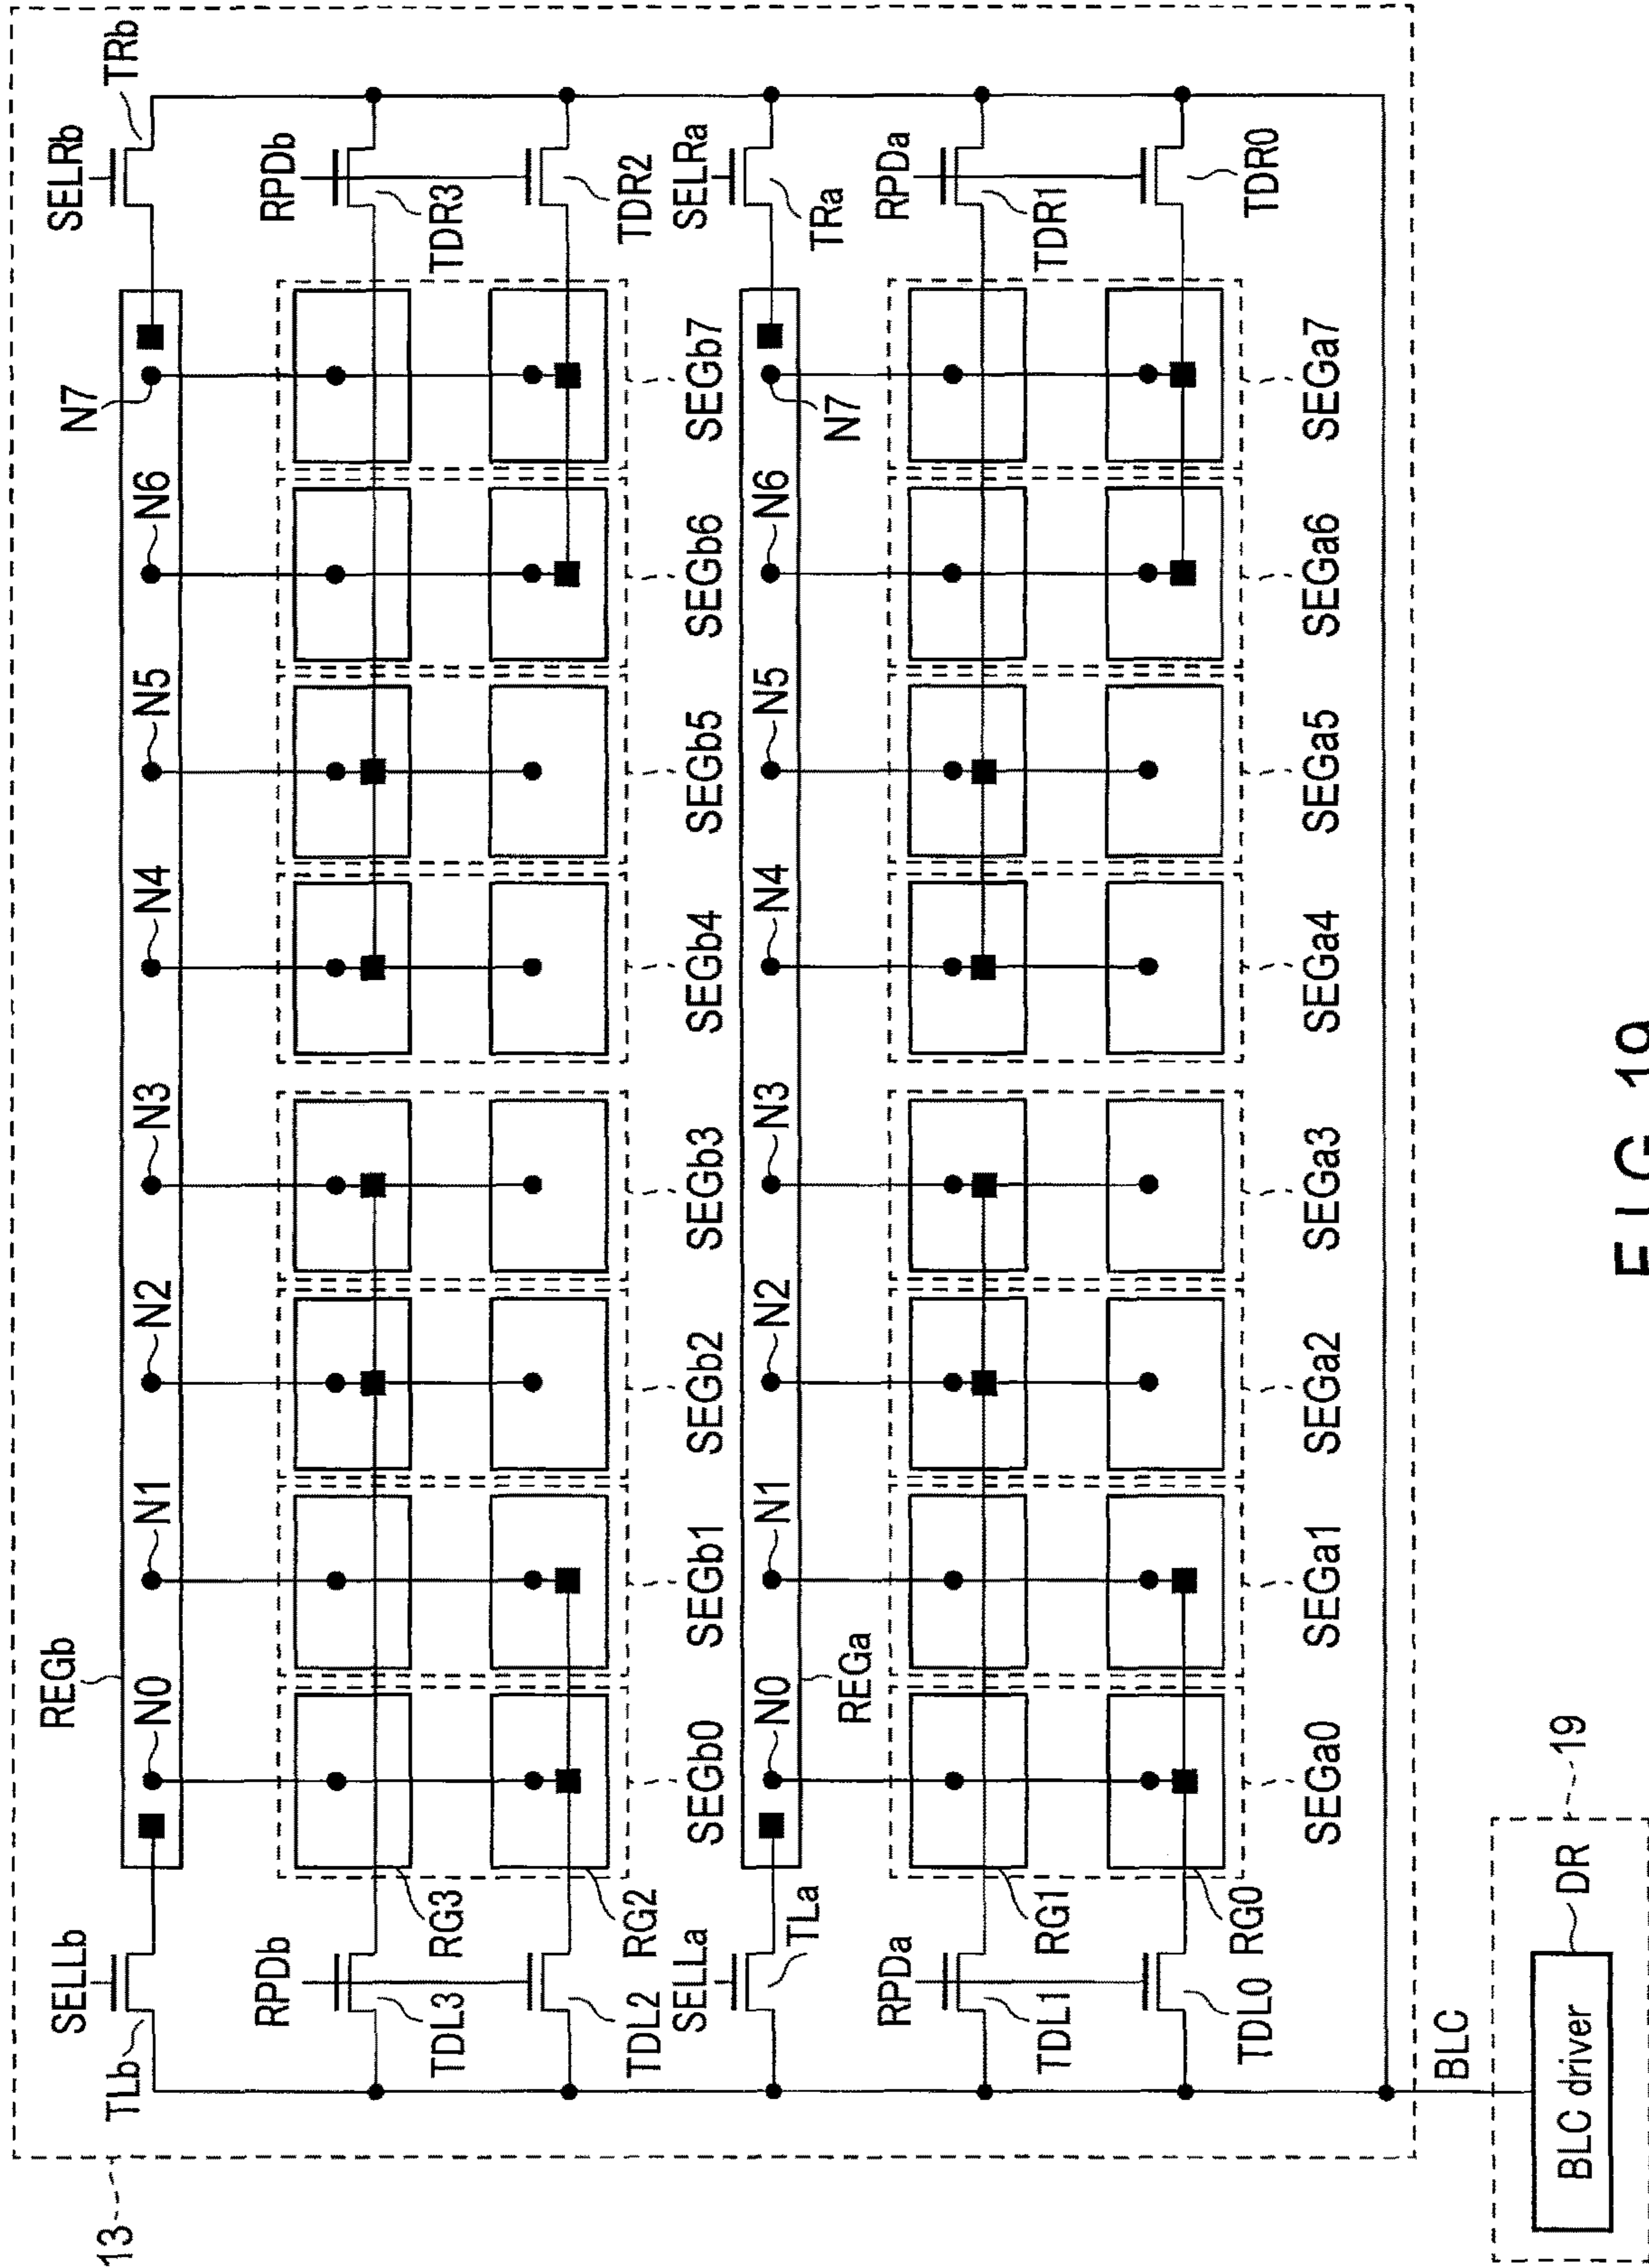 13
SELLb
REGb
SELRb
TLb
N0
N1
N2
N3
N4
N5
N6
N7
TRb
RPDb
RPDb
TDL3
RG3
TDR3
TDL2
RG2
TDR2
SEGb0
SEGb1
SEGb2
SEGb3
SEGb4
SEGb5
SEGb6
SEGb7
SELLa
SELRa
TLa
N0
N1
N2
N3
N4
N5
N6
N7
TRa
REGa
RPDa
RPDa
TDL1
RG1
TDR1
TDL0
RG0
TDR0
SEGa0
SEGa1
SEGa2
SEGa3
SEGa4
SEGa5
SEGa6
SEGa7
BLC
BLC driver
DR
19
FIG. 19